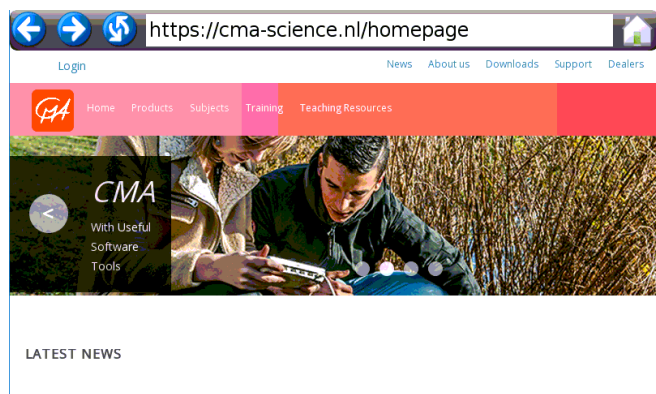 https://cma-science.nl/homepage
Login
News About us Downloads Support Dealers
CMA Home Products Subjects Training Teaching Resources
<
CMA
With Useful
Software
Tools
LATEST NEWS